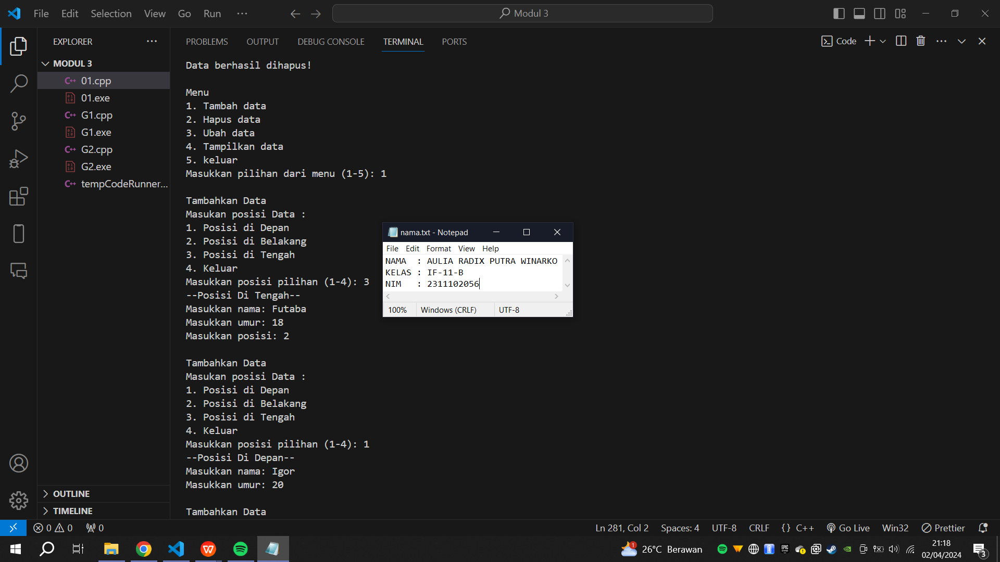 File Edit Selection View Go Run ···
Modul 3
EXPLORER
MODUL 3
01.cpp
01.exe
G1.cpp
G1.exe
G2.cpp
G2.exe
tempCodeRunner...
OUTLINE
TIMELINE
PROBLEMS OUTPUT DEBUG CONSOLE TERMINAL PORTS
Code
Data berhasil dihapus!
Menu
1. Tambah data
2. Hapus data
3. Ubah data
4. Tampilkan data
5. keluar
Masukkan pilihan dari menu (1-5): 1
Tambahkan Data
Masukan posisi Data :
1. Posisi di Depan
2. Posisi di Belakang
3. Posisi di Tengah
4. Keluar
Masukkan posisi pilihan (1-4): 3
--Posisi Di Tengah--
Masukkan nama: Futaba
Masukkan umur: 18
Masukkan posisi: 2
Tambahkan Data
Masukan posisi Data :
1. Posisi di Depan
2. Posisi di Belakang
3. Posisi di Tengah
4. Keluar
Masukkan posisi pilihan (1-4): 1
--Posisi Di Depan--
Masukkan nama: Igor
Masukkan umur: 20
Tambahkan Data
nama.txt - Notepad
File Edit Format View Help
NAMA : AULIA RADIX PUTRA WINARKO
KELAS : IF-11-B
NIM : 2311102056
100% Windows (CRLF) UTF-8
0 0 0
Ln 281, Col 2 Spaces: 4 UTF-8 CRLF {} C++ Go Live Win32 Prettier
1 26°C Berawan
21:18
02/04/2024
3